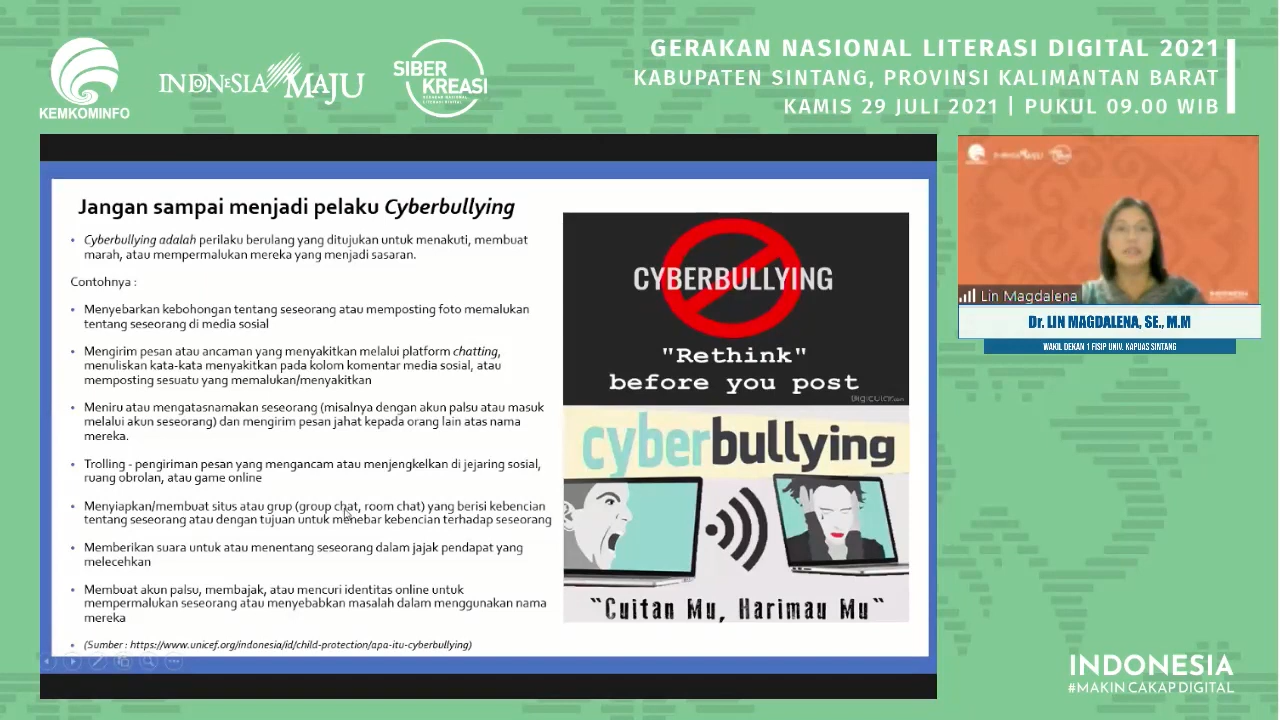 KEMKOMINFO
INDONESIA MAJU
SIBER
KREASI
GERAKAN NASIONAL
LITERASI DIGITAL
GERAKAN NASIONAL LITERASI DIGITAL 2021
KABUPATEN SINTANG, PROVINSI KALIMANTAN BARAT
KAMIS 29 JULI 2021 | PUKUL 09.00 WIB
Jangan sampai menjadi pelaku Cyberbullying
• Cyberbullying adalah perilaku berulang yang ditujukan untuk menakuti, membuat
marah, atau mempermalukan mereka yang menjadi sasaran.
Contohnya :
• Menyebarkan kebohongan tentang seseorang atau memposting foto memalukan
tentang seseorang di media sosial
• Mengirim pesan atau ancaman yang menyakitkan melalui platform chatting,
menuliskan kata-kata menyakitkan pada kolom komentar media sosial, atau
memposting sesuatu yang memalukan/menyakitkan
• Meniru atau mengatasnamakan seseorang (misalnya dengan akun palsu atau masuk
melalui akun seseorang) dan mengirim pesan jahat kepada orang lain atas nama
mereka.
• Trolling - pengiriman pesan yang mengancam atau menjengkelkan di jejaring sosial,
ruang obrolan, atau game online
• Menyiapkan/membuat situs atau grup (group chat, room chat) yang berisi kebencian
tentang seseorang atau dengan tujuan untuk menebar kebencian terhadap seseorang
• Memberikan suara untuk atau menentang seseorang dalam jajak pendapat yang
melecehkan
• Membuat akun palsu, membajak, atau mencuri identitas online untuk
mempermalukan seseorang atau menyebabkan masalah dalam menggunakan nama
mereka
• (Sumber : https://www.unicef.org/indonesia/id/child-protection/apa-itu-cyberbullying)
CYBERBULLYING
"Rethink"
before you post
cyberbullying
"Cuitan Mu, Harimau Mu"
Lin Magdalena
Dr. LIN MAGDALENA, SE., M.M
WAKIL DEKAN 1 FISIP UNIV. KAPUAS SINTANG
INDONESIA
#MAKIN CAKAP DIGITAL